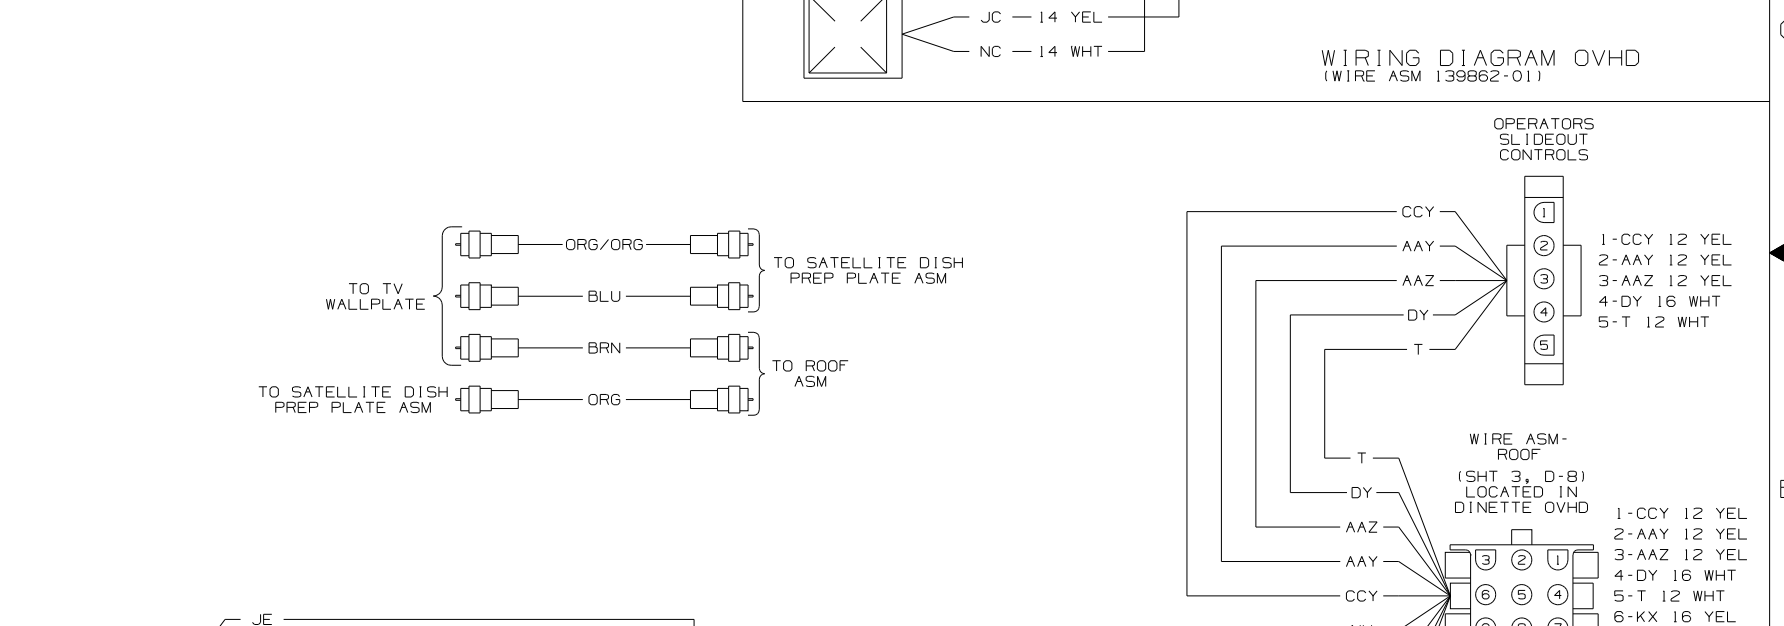 JC 14 YEL
NC 14 WHT
WIRING DIAGRAM OVHD
(WIRE ASM 139862-01)
OPERATORS
SLIDEOUT
CONTROLS
CCY
AAY
AAZ
DY
T
1
2
3
4
5
1-CCY 12 YEL
2-AAY 12 YEL
3-AAZ 12 YEL
4-DY 16 WHT
5-T 12 WHT
TO TV
WALLPLATE
ORG/ORG
BLU
BRN
ORG
TO SATELLITE DISH
PREP PLATE ASM
TO ROOF
ASM
TO SATELLITE DISH
PREP PLATE ASM
WIRE ASM-
ROOF
(SHT 3, D-8)
LOCATED IN
DINETTE OVHD
T
DY
AAZ
AAY
CCY
3 2 1
6 5 4
1-CCY 12 YEL
2-AAY 12 YEL
3-AAZ 12 YEL
4-DY 16 WHT
5-T 12 WHT
6-KX 16 YEL
JE